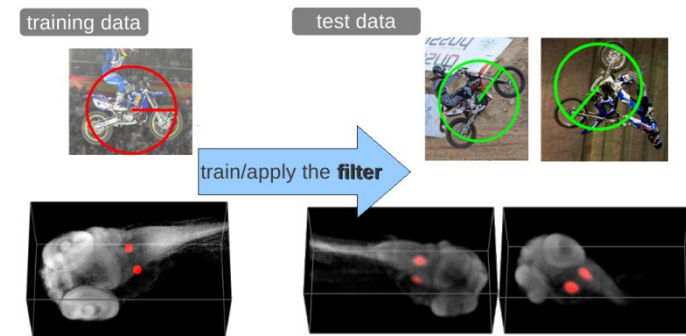 training data
test data
train/apply the filter